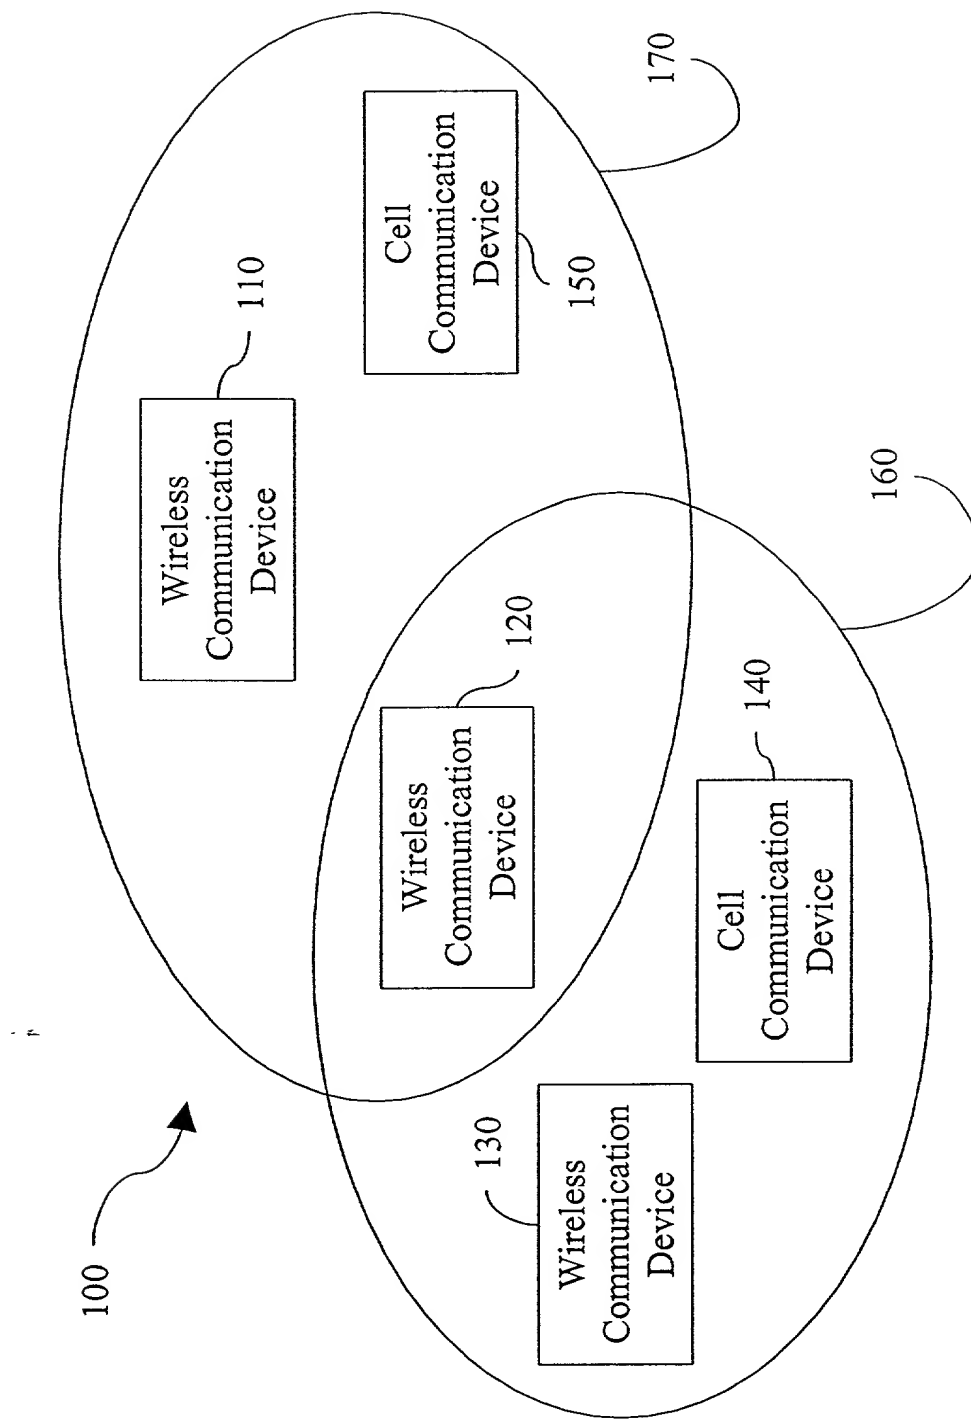 100
Wireless
Communication
Device
110
Cell
Communication
Device
150
170
Wireless
Communication
Device
120
Wireless
Communication
Device
130
Cell
Communication
Device
140
160